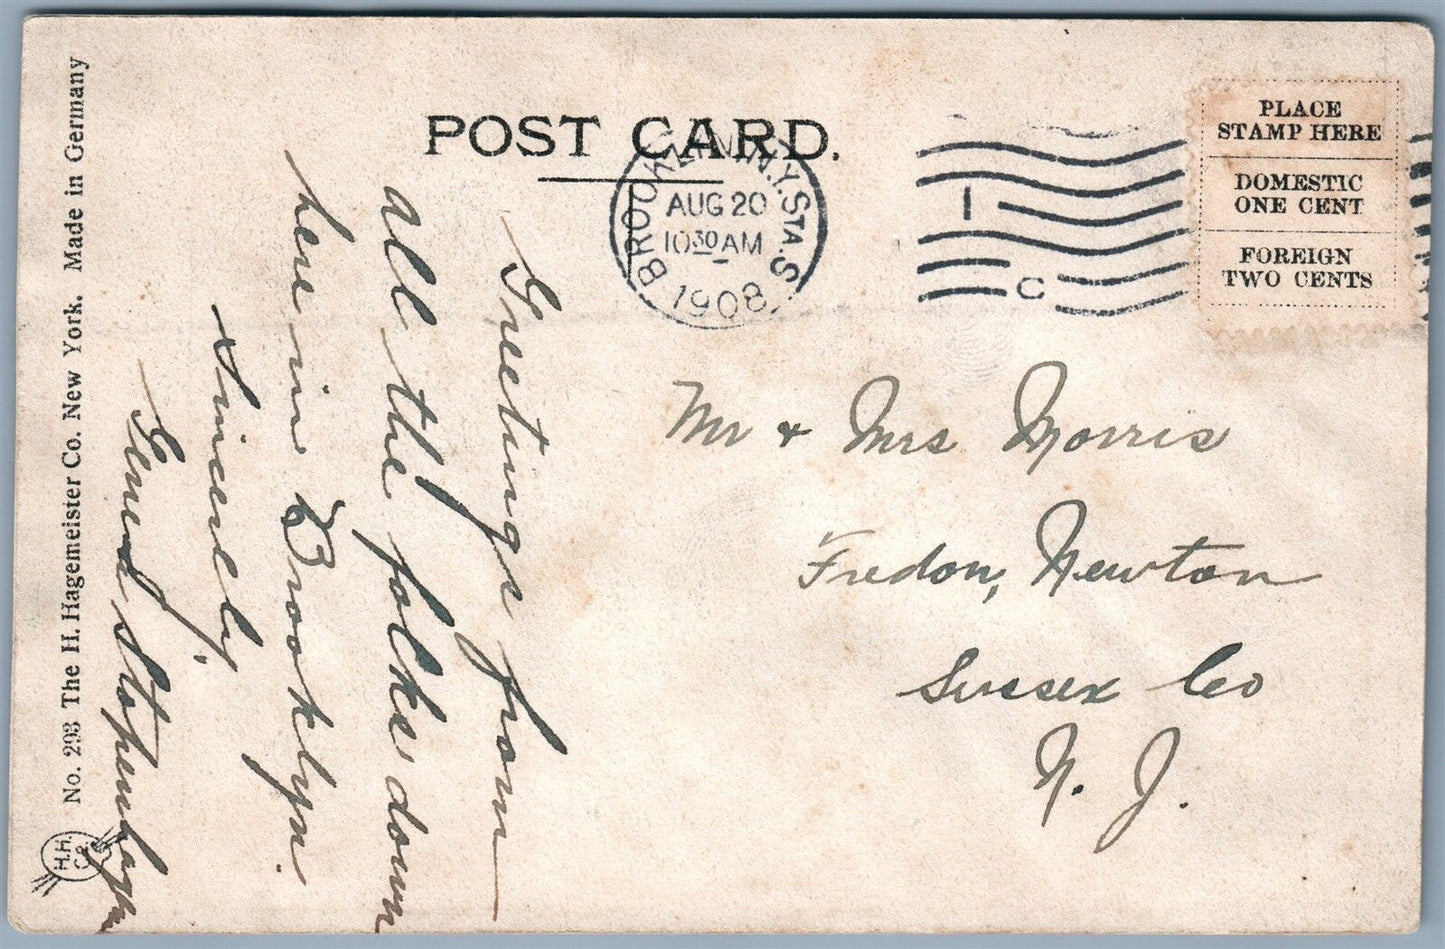 POST CARD.
BROOKLYN, N.Y. STA. S
AUG 20
10 30 AM
1908
1
C
PLACE
STAMP HERE
DOMESTIC
ONE CENT
FOREIGN
TWO CENTS
Greetings from
all the folks down
here in Brooklyn.
Sincerely,
Mr & Mrs Morris
Fredon, Newton
Sussex Co
N. J.
No. 293 The H. Hagemeister Co. New York. Made in Germany
H.H.
Co.